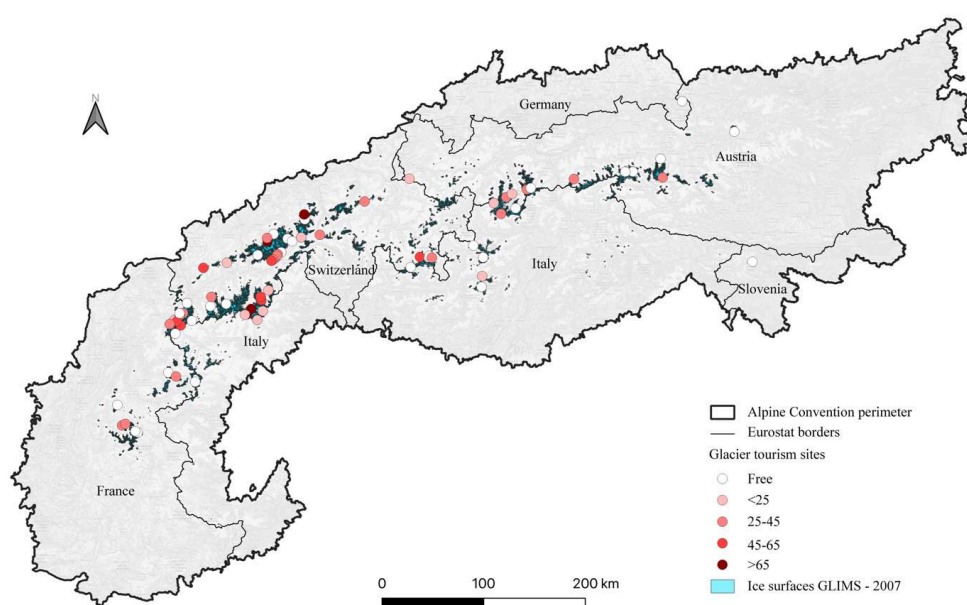 N
Germany
Austria
Switzerland
Italy
Slovenia
Italy
France
Alpine Convention perimeter
Eurostat borders
Glacier tourism sites
Free
<25
25-45
45-65
>65
Ice surfaces GLIMS - 2007
0 100 200 km